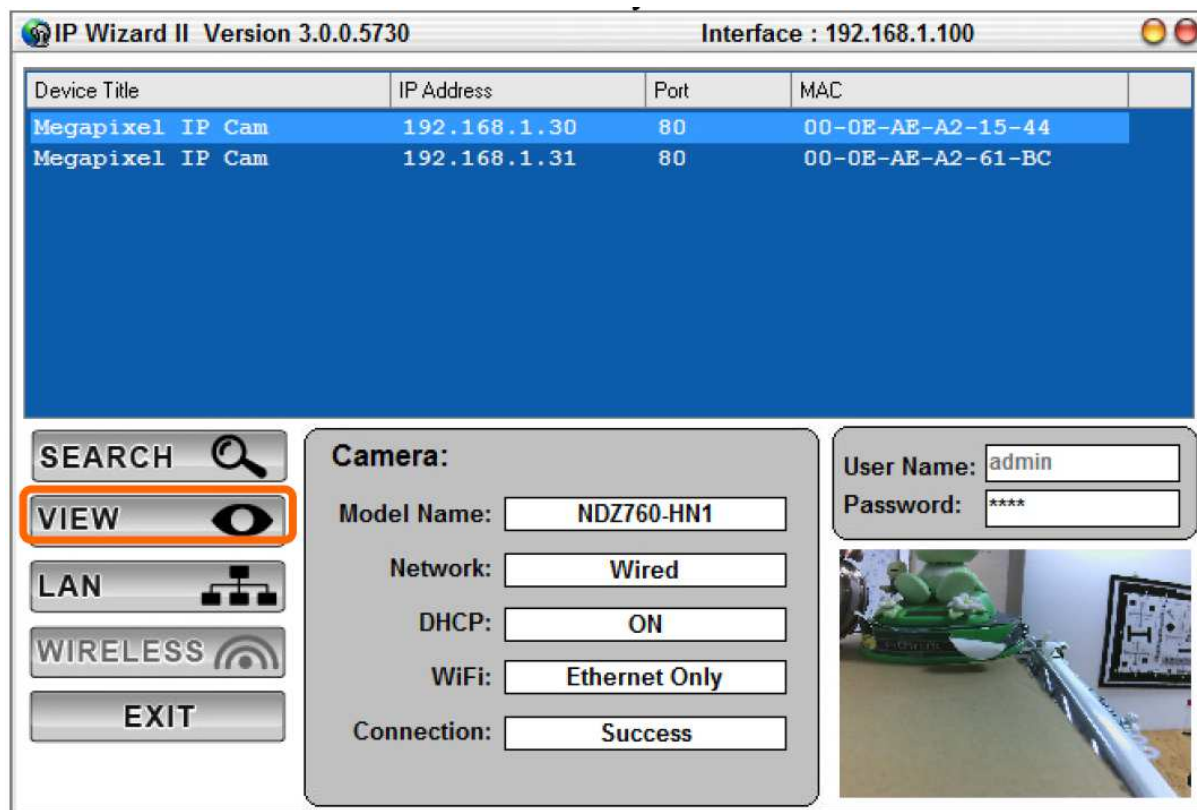 IP Wizard II Version 3.0.0.5730 Interface : 192.168.1.100
Device Title IP Address Port MAC
Megapixel IP Cam 192.168.1.30 80 00-0E-AE-A2-15-44
Megapixel IP Cam 192.168.1.31 80 00-0E-AE-A2-61-BC
SEARCH
VIEW
LAN
WIRELESS
EXIT
Camera:
Model Name: NDZ760-HN1
Network: Wired
DHCP: ON
WiFi: Ethernet Only
Connection: Success
User Name: admin
Password: ****